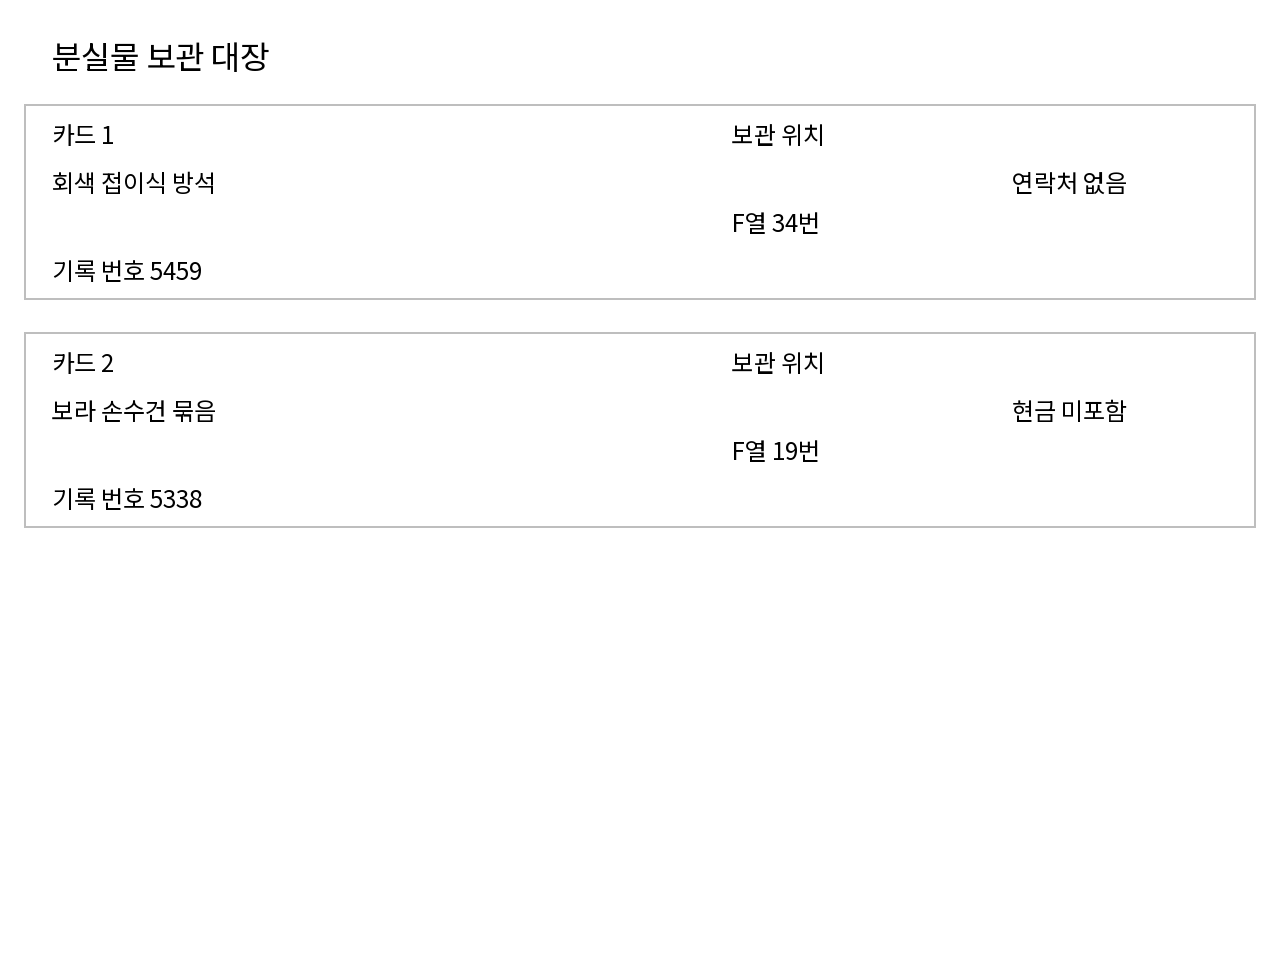 분실물 보관 대장
카드 1
보관 위치
회색 접이식 방석
연락처 없음
F열 34번
기록 번호 5459
카드 2
보관 위치
보라 손수건 묶음
현금 미포함
F열 19번
기록 번호 5338